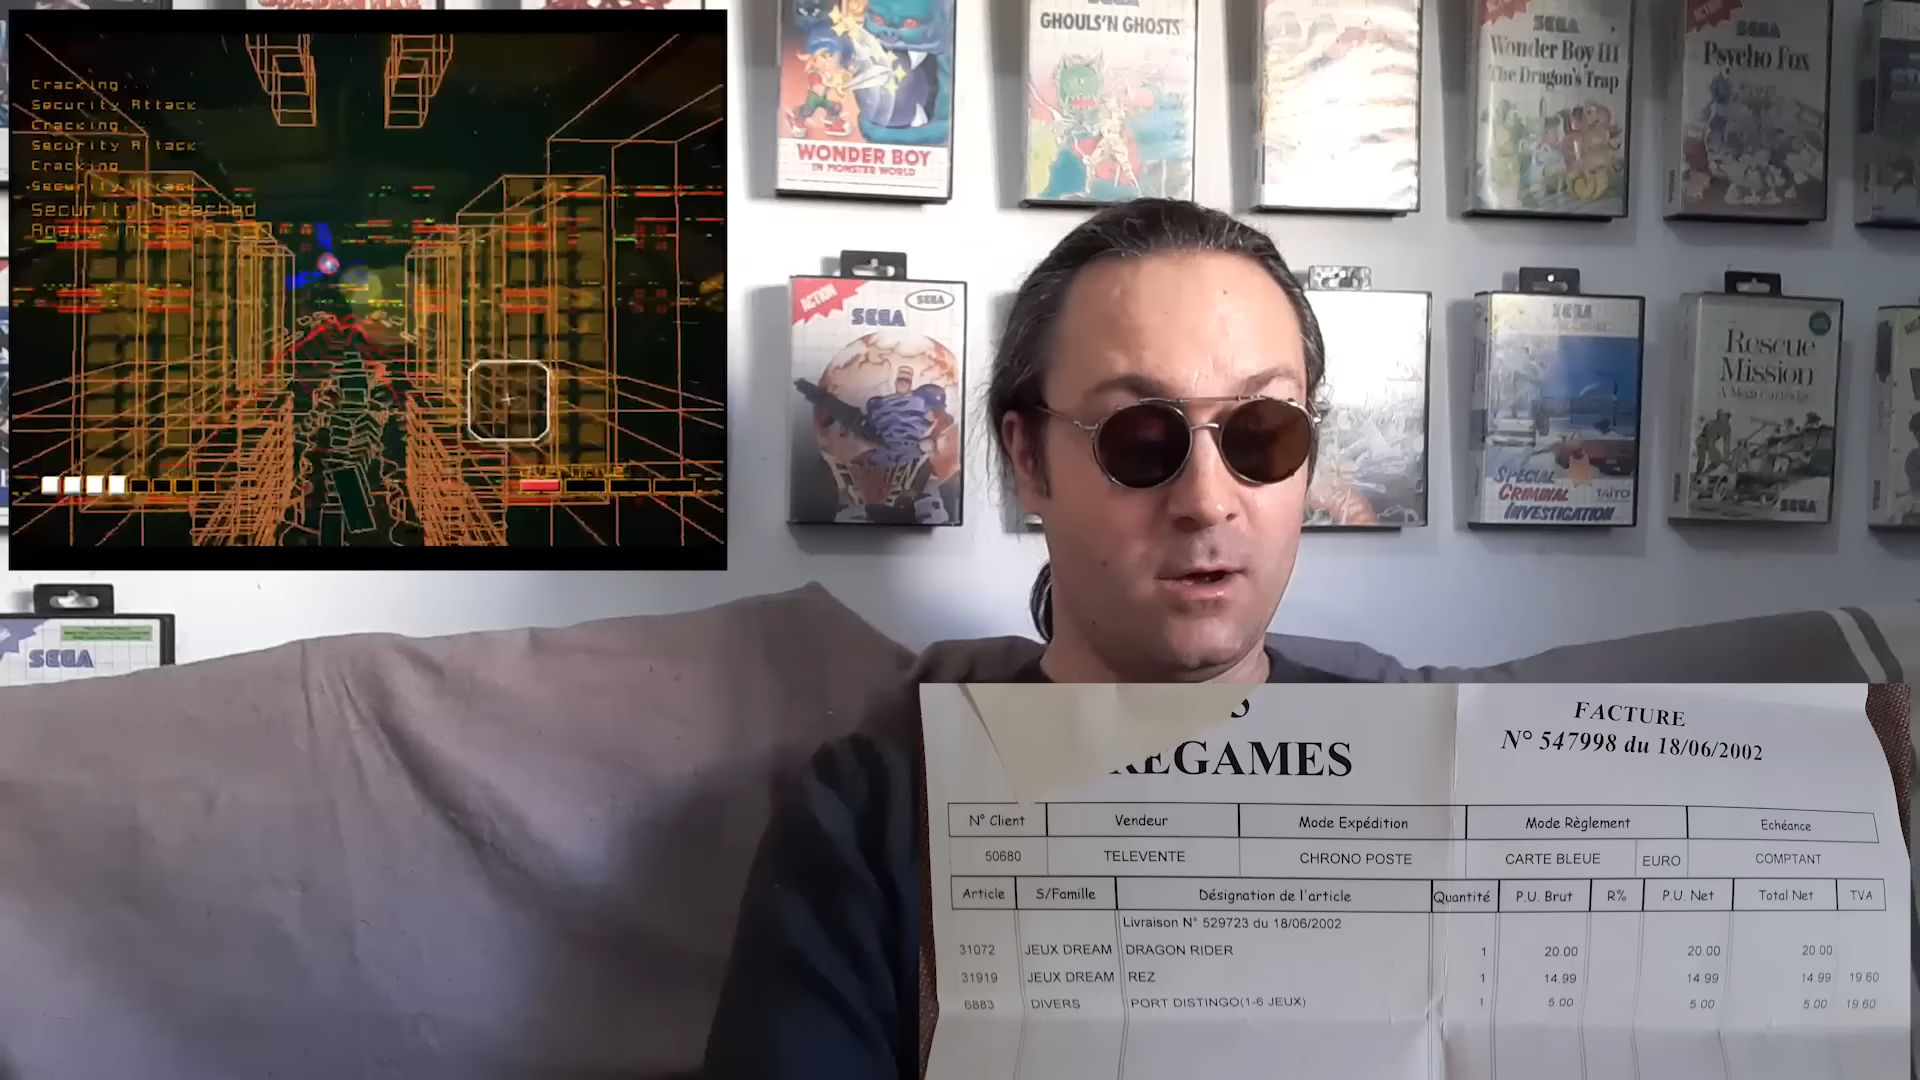 Cracking...
Security Attack
Cracking..
Security Attack
Cracking
Security Attack
Security breached
overdrive
WONDER BOY
IN MONSTER WORLD
GHOULS'N GHOSTS
SEGA
Wonder Boy III
The Dragon's Trap
SEGA
Psycho Fox
ACTION
SEGA
SEGA
SPECIAL
CRIMINAL
INVESTIGATION
TAITO
Rescue
Mission
SEGA
SEGA
EGAMES
FACTURE
N° 547998 du 18/06/2002
N° Client Vendeur Mode Expédition Mode Règlement Echéance
50680 TELEVENTE CHRONO POSTE CARTE BLEUE EURO COMPTANT
Article S/Famille Désignation de l'article Quantité P.U. Brut R% P.U. Net Total Net TVA
Livraison N° 529723 du 18/06/2002
31072 JEUX DREAM DRAGON RIDER 1 20.00 20.00 20.00
31919 JEUX DREAM REZ 1 14.99 14.99 14.99 19.60
6883 DIVERS PORT DISTINGO(1-6 JEUX) 1 5.00 5.00 5.00 19.60